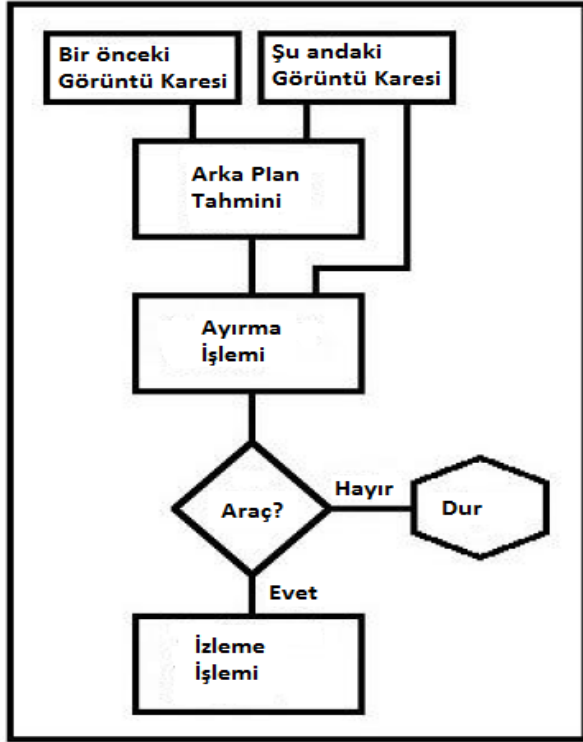 Bir önceki
Görüntü Karesi
Şu andaki
Görüntü Karesi
Arka Plan
Tahmini
Ayırma
İşlemi
Araç?
Hayır
Dur
Evet
İzleme
İşlemi